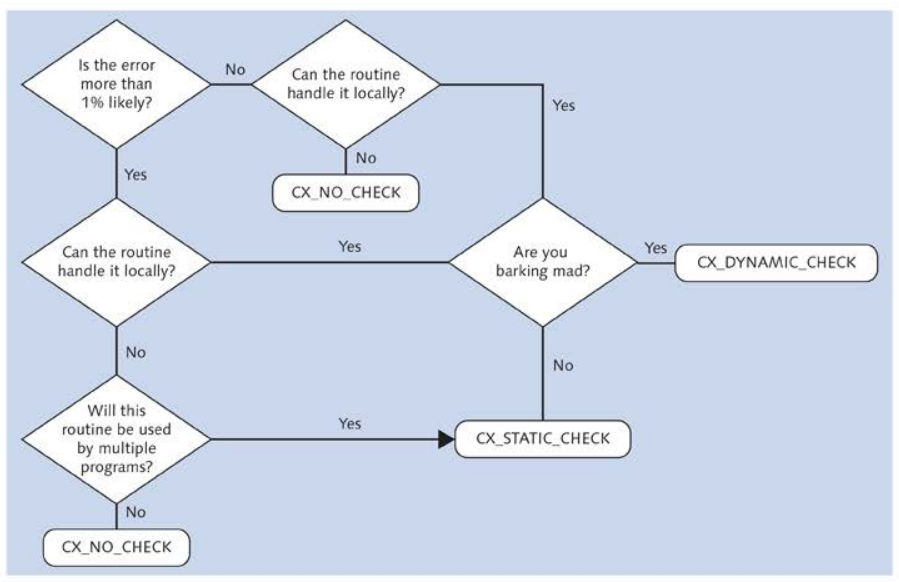 Is the error
more than
1% likely?
No
Can the routine
handle it locally?
Yes
No
CX_NO_CHECK
Yes
Can the routine
handle it locally?
Yes
Are you
barking mad?
Yes
CX_DYNAMIC_CHECK
No
No
Will this
routine be used
by multiple
programs?
Yes
CX_STATIC_CHECK
No
CX_NO_CHECK